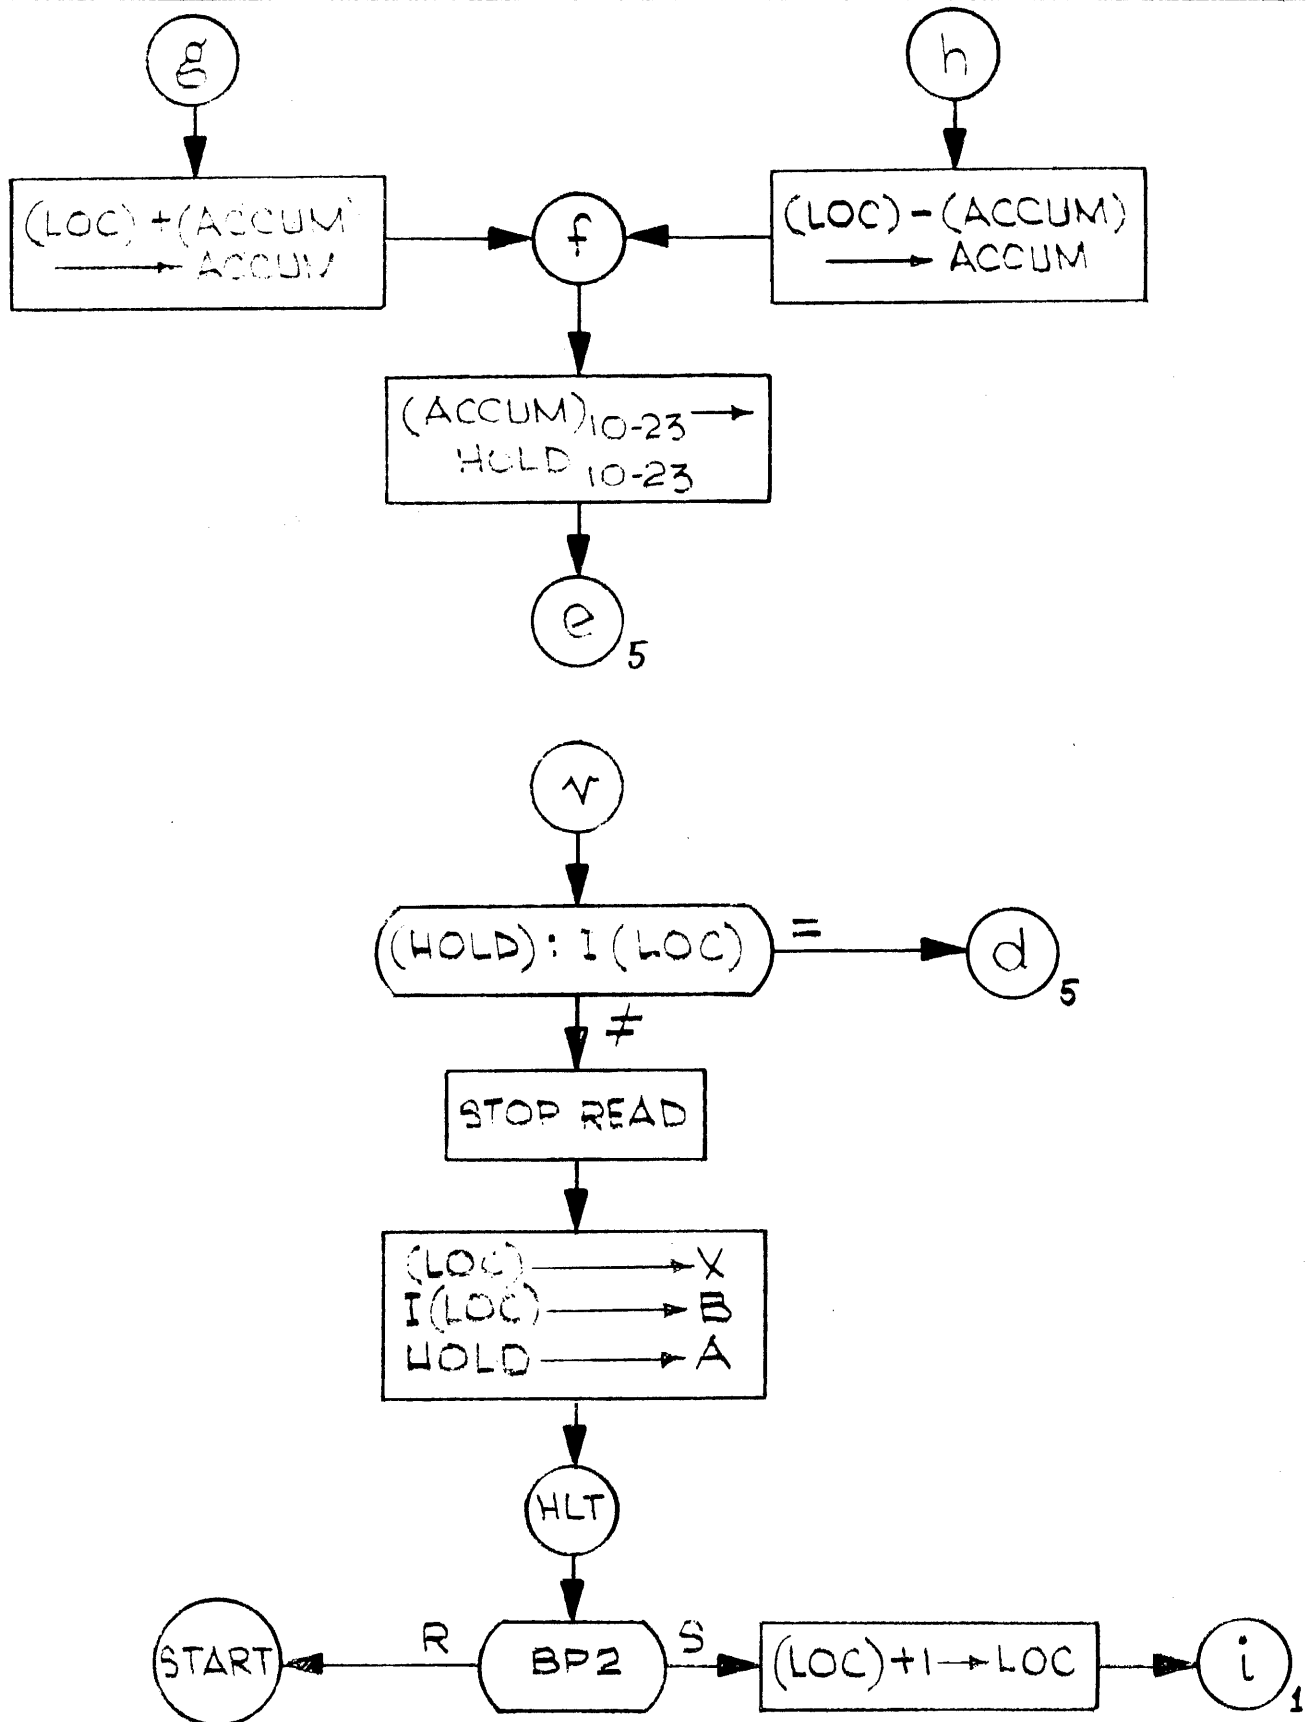 g
h
(LOC) + (ACCUM)
→ ACCUM
f
(LOC) - (ACCUM)
→ ACCUM
(ACCUM)10-23 →
HOLD 10-23
e 5
v
(HOLD) : I (LOC)
=
d 5
≠
STOP READ
(LOC) → X
I (LOC) → B
HOLD → A
HLT
START
R
BP2
S
(LOC) + 1 → LOC
i 1